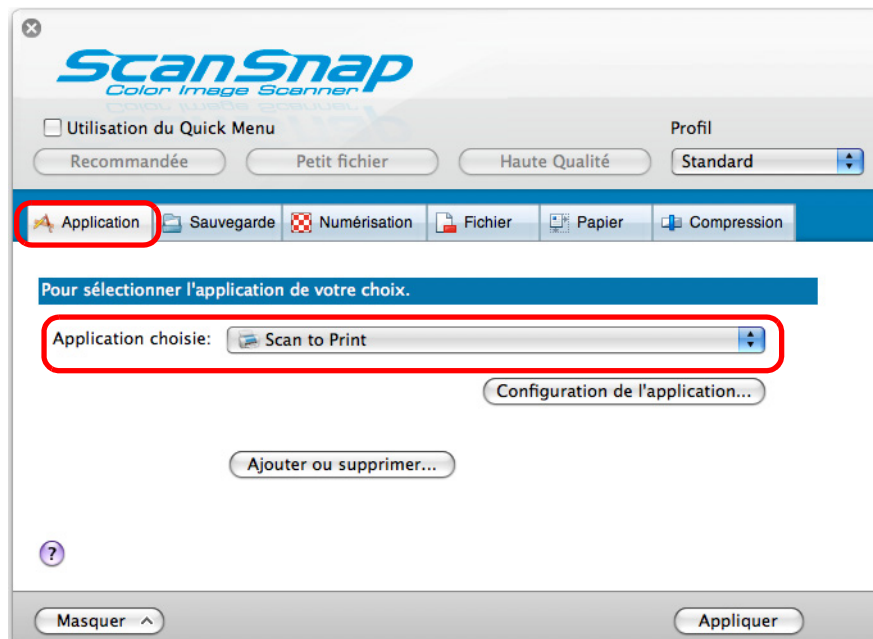 ScanSnap
Color Image Scanner
Utilisation du Quick Menu
Profil
Recommandée Petit fichier Haute Qualité Standard
Application Sauvegarde Numérisation Fichier Papier Compression
Pour sélectionner l'application de votre choix.
Application choisie: Scan to Print
Configuration de l'application...
Ajouter ou supprimer...
?
Masquer Appliquer